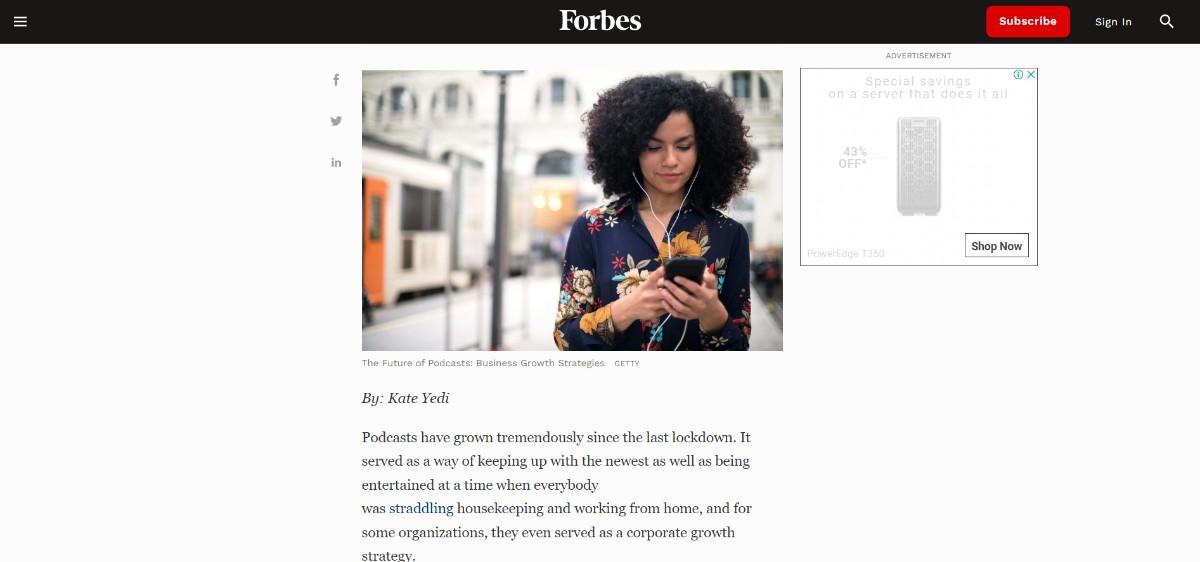 Forbes
Subscribe
Sign In
ADVERTISEMENT
Special savings
on a server that does it all
43%
OFF*
PowerEdge T350
Shop Now
The Future of Podcasts: Business Growth Strategies GETTY
By: Kate Yedi
Podcasts have grown tremendously since the last lockdown. It
served as a way of keeping up with the newest as well as being
entertained at a time when everybody
was straddling housekeeping and working from home, and for
some organizations, they even served as a corporate growth
strategy.